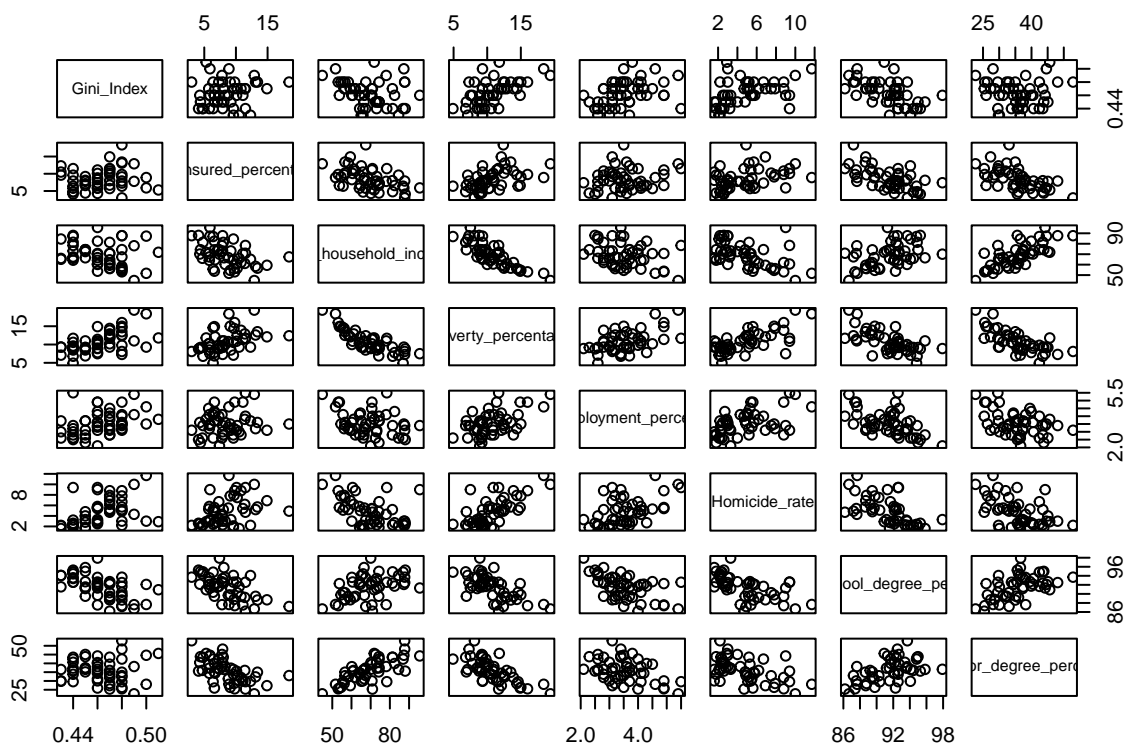 5 15 5 15 2 6 10 25 40
Gini_Index
0.44
nsured_percent
5
_household_inc
50 90
verty_percenta
5 15
ployment_perce
2.0 5.5
Homicide_rate
2 8
ool_degree_pe
86 96
or_degree_perc
25 50
0.44 0.50 50 80 2.0 4.0 86 92 98